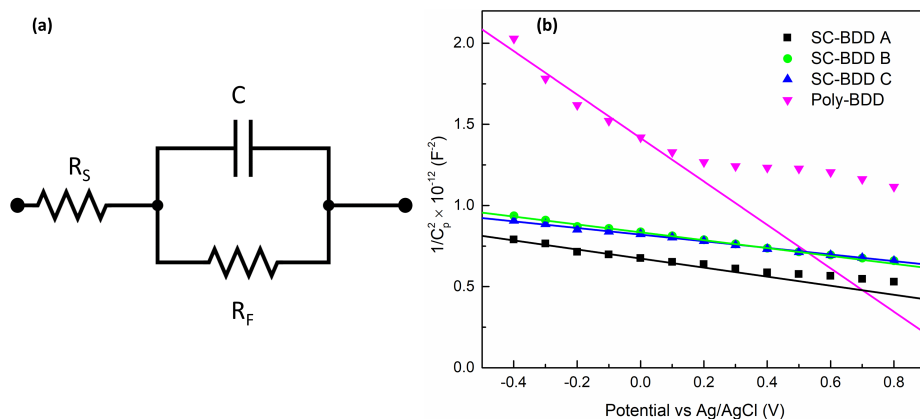 (a)
C
R_S
R_F
(b)
SC-BDD A
SC-BDD B
SC-BDD C
Poly-BDD
1/C_p^2 × 10^-12 (F^-2)
2.0
1.5
1.0
0.5
0.0
-0.4 -0.2 0.0 0.2 0.4 0.6 0.8
Potential vs Ag/AgCl (V)